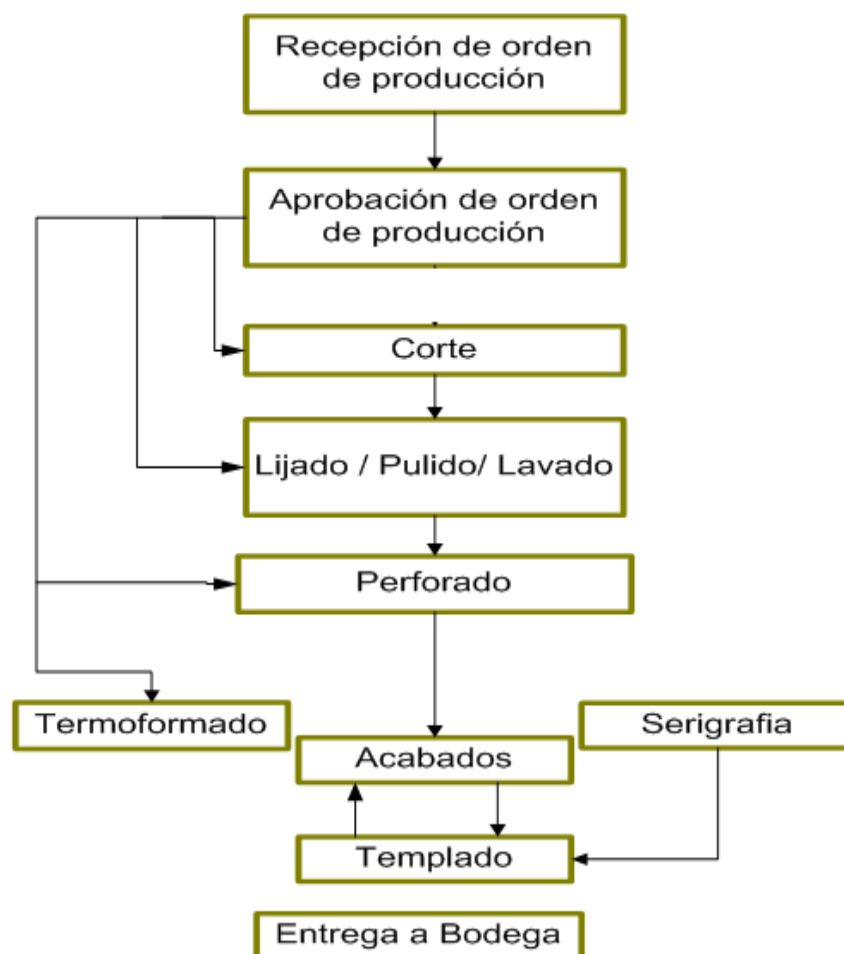 Recepción de orden
de producción
Aprobación de orden
de producción
Corte
Lijado / Pulido/ Lavado
Perforado
Termoformado
Serigrafia
Acabados
Templado
Entrega a Bodega